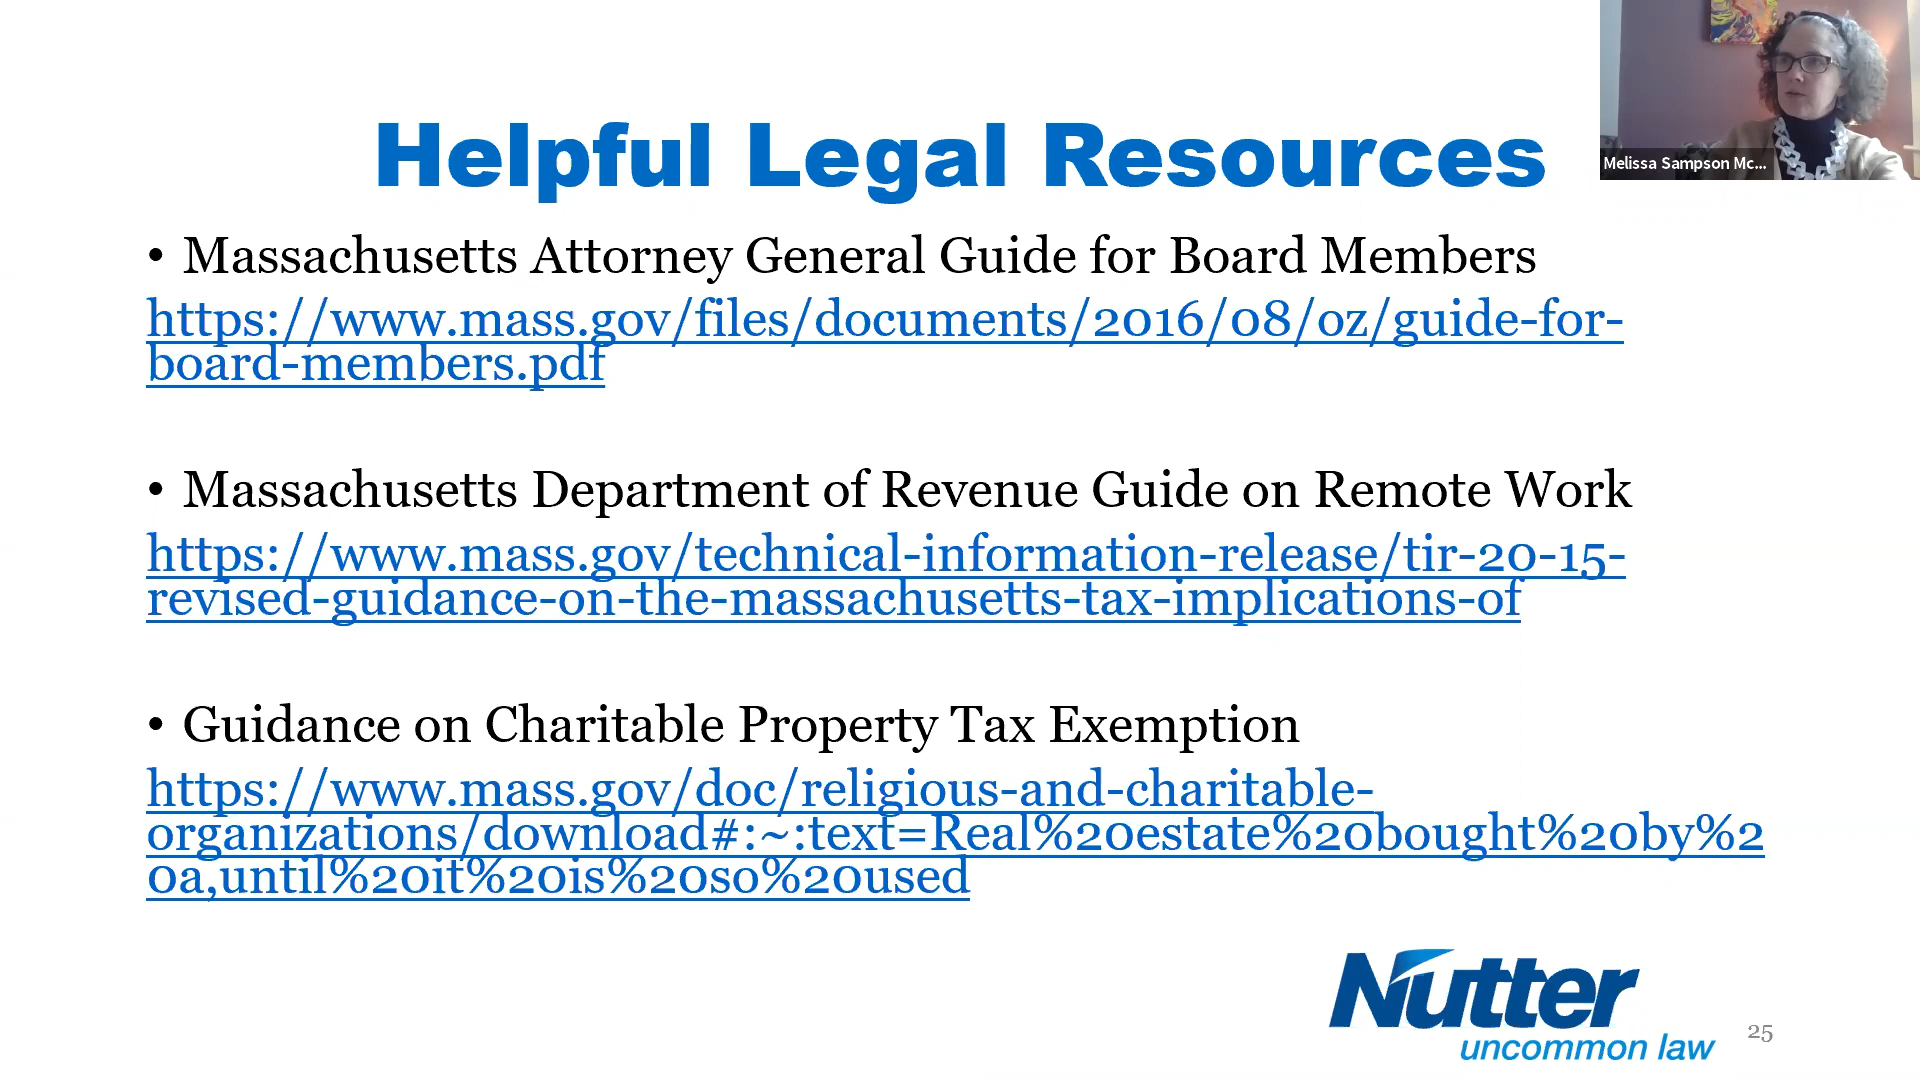 Helpful Legal Resources
Melissa Sampson Mc...
• Massachusetts Attorney General Guide for Board Members
https://www.mass.gov/files/documents/2016/08/oz/guide-for-
board-members.pdf
• Massachusetts Department of Revenue Guide on Remote Work
https://www.mass.gov/technical-information-release/tir-20-15-
revised-guidance-on-the-massachusetts-tax-implications-of
• Guidance on Charitable Property Tax Exemption
https://www.mass.gov/doc/religious-and-charitable-
organizations/download#:~:text=Real%20estate%20bought%20by%2
0a,until%20it%20is%20so%20used
Nutter
uncommon law
25